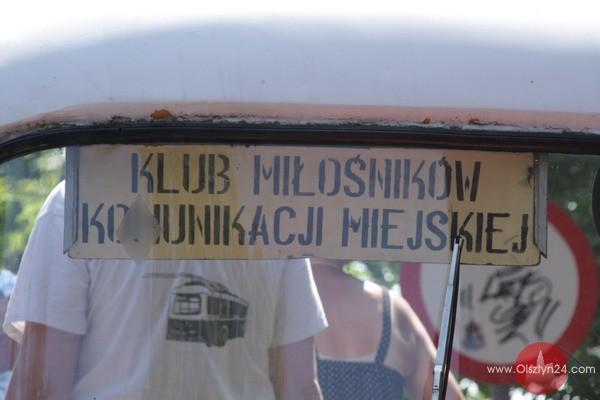 KLUB MIŁOŚNIKÓW
KOMUNIKACJI MIEJSKIEJ
www.Olsztyn24.com